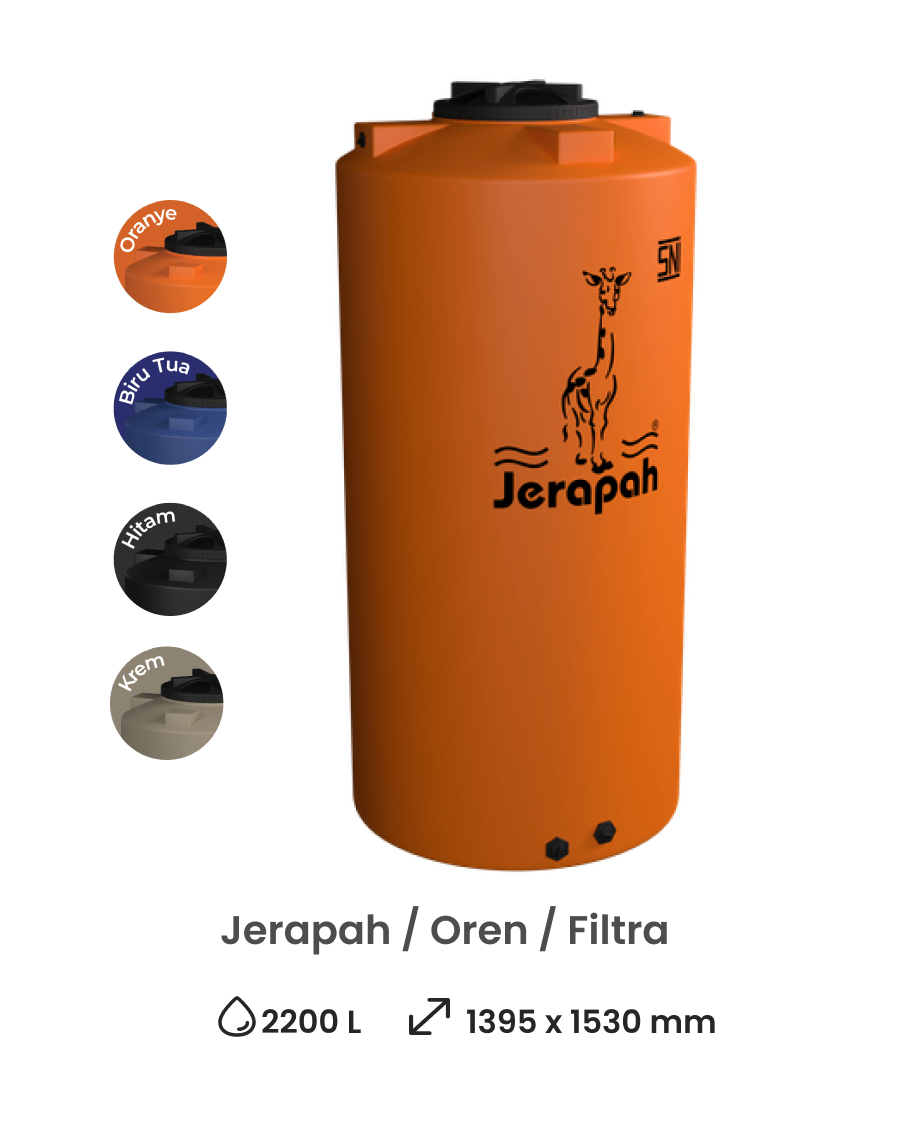 Oranye
Biru Tua
Hitam
Krem
SNI
®
Jerapah
Jerapah / Oren / Filtra
2200 L
1395 x 1530 mm